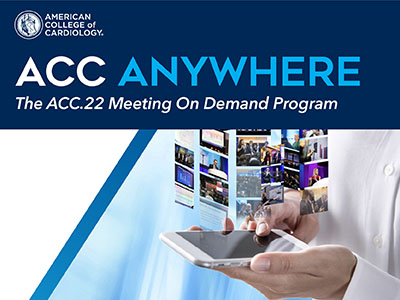 AMERICAN
COLLEGE of
CARDIOLOGY®
ACC ANYWHERE
The ACC.22 Meeting On Demand Program